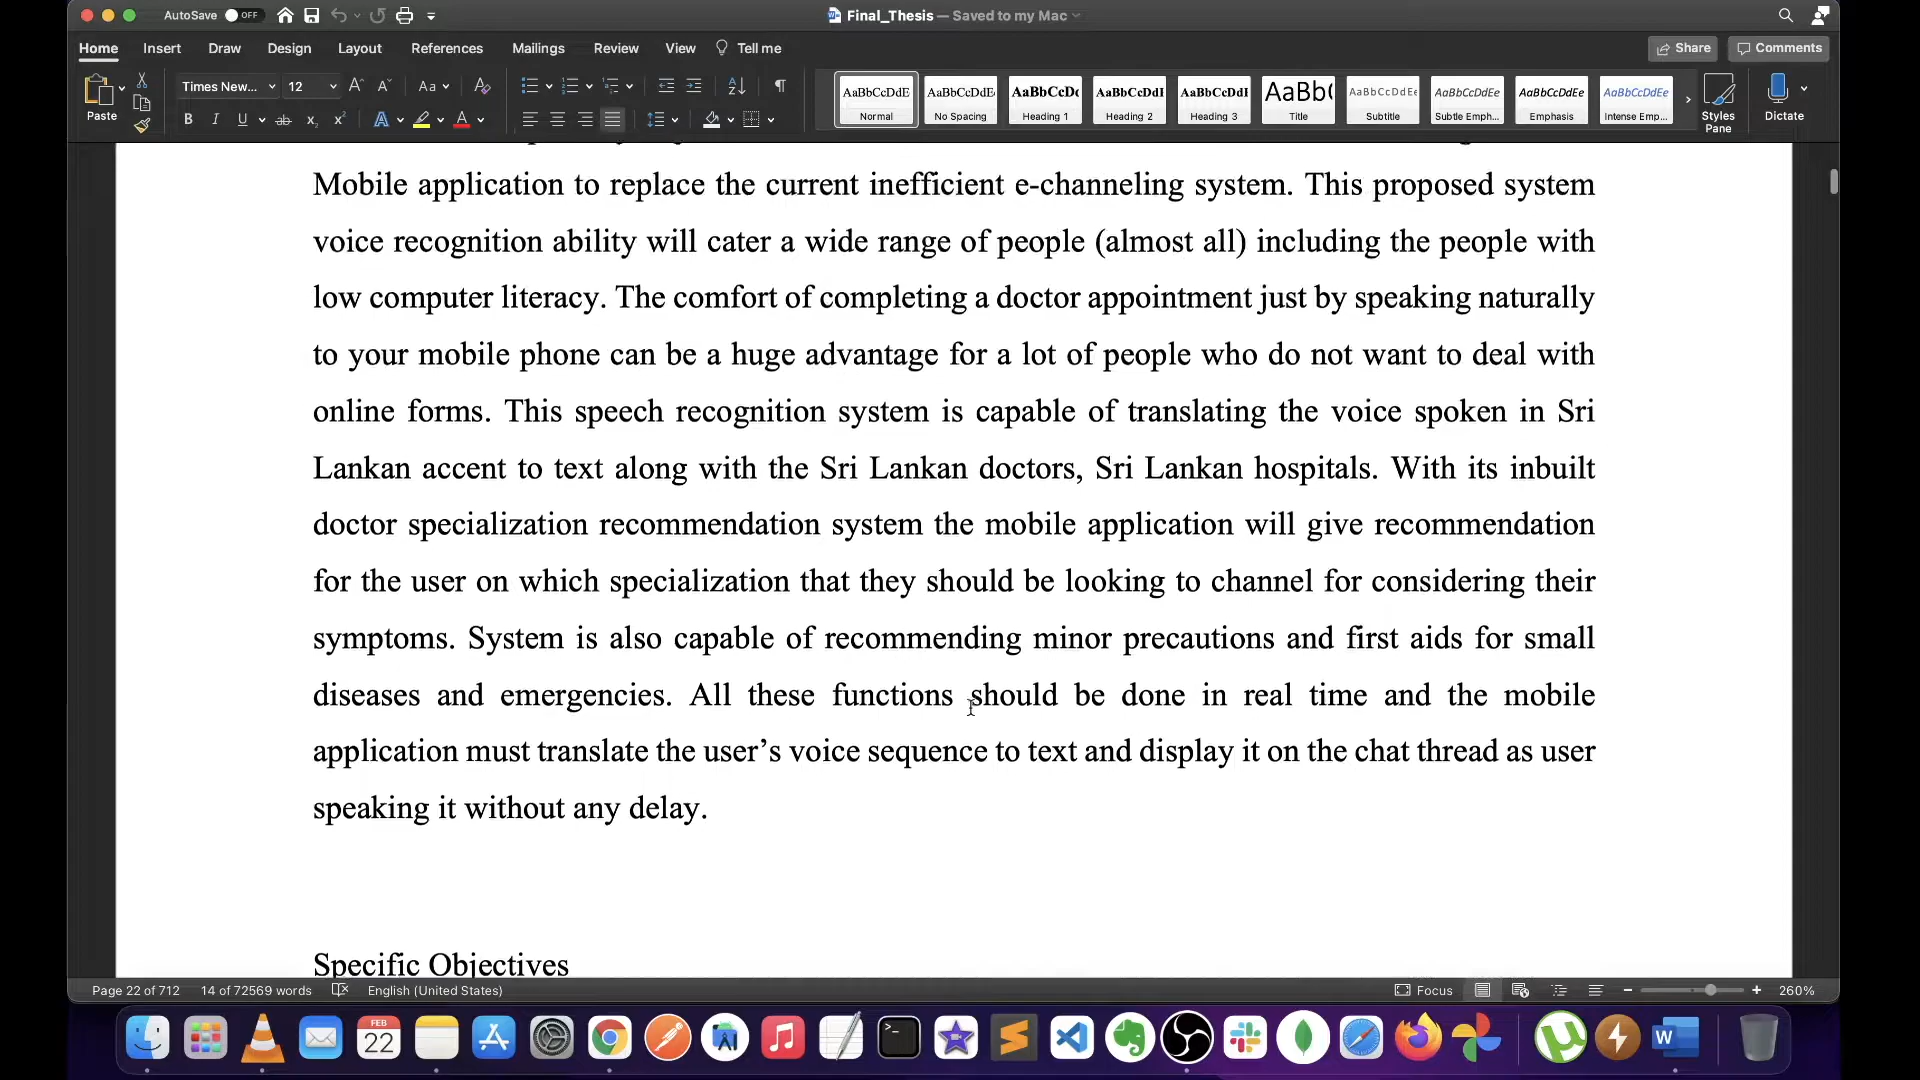 AutoSave OFF
Final_Thesis — Saved to my Mac
Home Insert Draw Design Layout References Mailings Review View Tell me Share Comments
Paste
Times New... 12
Aa
AaBbCcDdE AaBbCcDdE AaBbCcDc AaBbCcDdI AaBbCcDdI AaBb( AaBbCcDdEe AaBbCcDdEe AaBbCcDdEe AaBbCcDdEe
Normal No Spacing Heading 1 Heading 2 Heading 3 Title Subtitle Subtle Emph... Emphasis Intense Emp...
Styles Pane
Dictate
Mobile application to replace the current inefficient e-channeling system. This proposed system
voice recognition ability will cater a wide range of people (almost all) including the people with
low computer literacy. The comfort of completing a doctor appointment just by speaking naturally
to your mobile phone can be a huge advantage for a lot of people who do not want to deal with
online forms. This speech recognition system is capable of translating the voice spoken in Sri
Lankan accent to text along with the Sri Lankan doctors, Sri Lankan hospitals. With its inbuilt
doctor specialization recommendation system the mobile application will give recommendation
for the user on which specialization that they should be looking to channel for considering their
symptoms. System is also capable of recommending minor precautions and first aids for small
diseases and emergencies. All these functions should be done in real time and the mobile
application must translate the user’s voice sequence to text and display it on the chat thread as user
speaking it without any delay.
Specific Objectives
Page 22 of 712 14 of 72569 words English (United States) Focus 260%
FEB
22